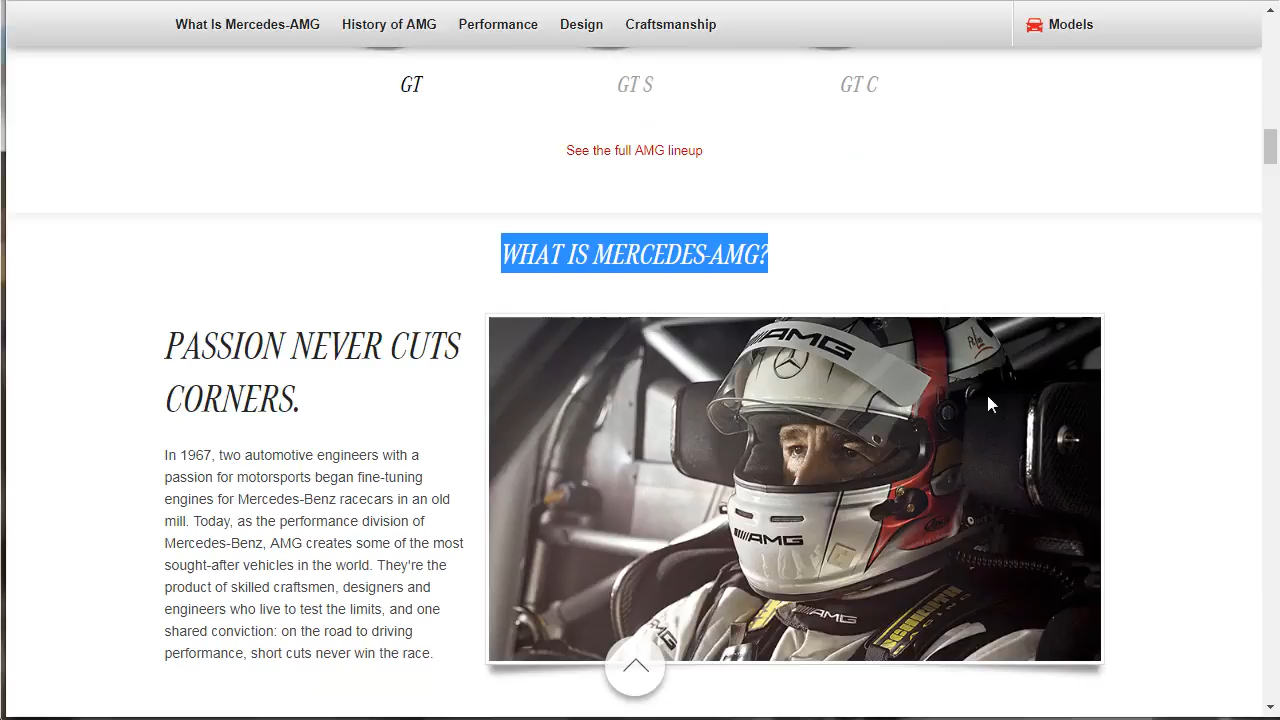 What Is Mercedes-AMG History of AMG Performance Design Craftsmanship Models
GT GT S GT C
See the full AMG lineup
WHAT IS MERCEDES-AMG?
PASSION NEVER CUTS
CORNERS.
In 1967, two automotive engineers with a
passion for motorsports began fine-tuning
engines for Mercedes-Benz racecars in an old
mill. Today, as the performance division of
Mercedes-Benz, AMG creates some of the most
sought-after vehicles in the world. They're the
product of skilled craftsmen, designers and
engineers who live to test the limits, and one
shared conviction: on the road to driving
performance, short cuts never win the race.
AMG
AMG
AMG